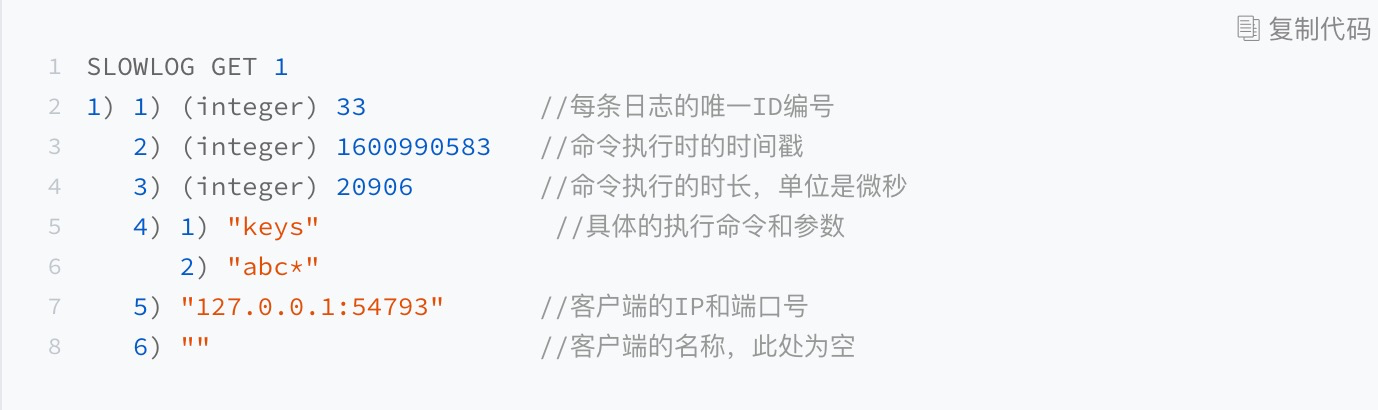 复制代码
1 SLOWLOG GET 1
2 1) 1) (integer) 33 //每条日志的唯一ID编号
3 2) (integer) 1600990583 //命令执行时的时间戳
4 3) (integer) 20906 //命令执行的时长，单位是微秒
5 4) 1) "keys" //具体的执行命令和参数
6 2) "abc*"
7 5) "127.0.0.1:54793" //客户端的IP和端口号
8 6) "" //客户端的名称，此处为空